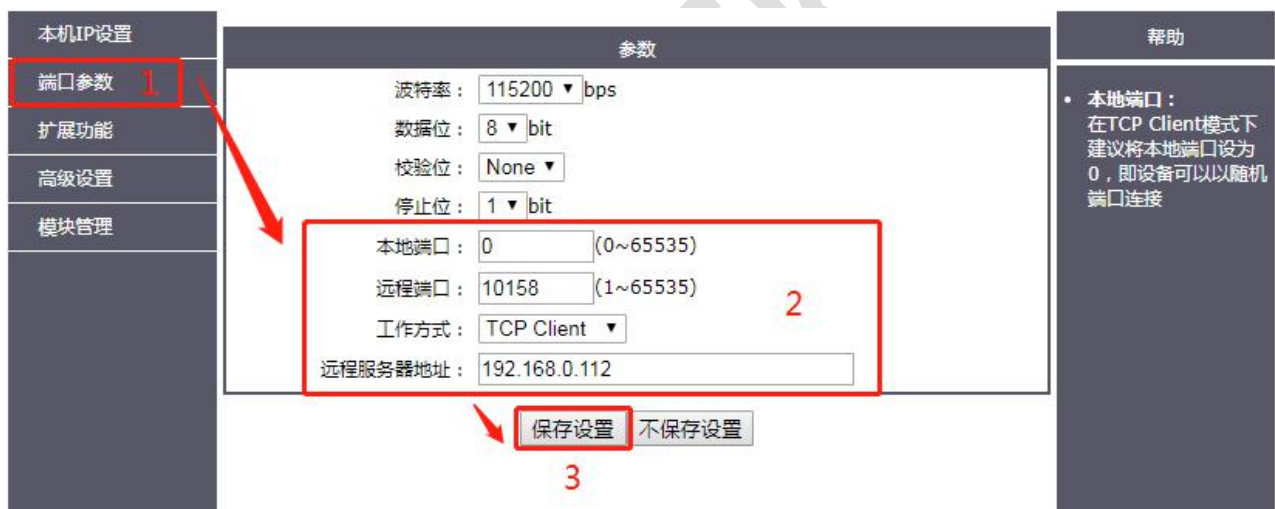 本机IP设置
端口参数 1
扩展功能
高级设置
模块管理
参数
波特率： 115200 ▼ bps
数据位： 8 ▼ bit
校验位： None ▼
停止位： 1 ▼ bit
本地端口： 0 (0~65535)
远程端口： 10158 (1~65535)
2
工作方式： TCP Client ▼
远程服务器地址： 192.168.0.112
保存设置 不保存设置
3
帮助
• 本地端口：
在TCP Client模式下
建议将本地端口设为
0，即设备可以以随机
端口连接